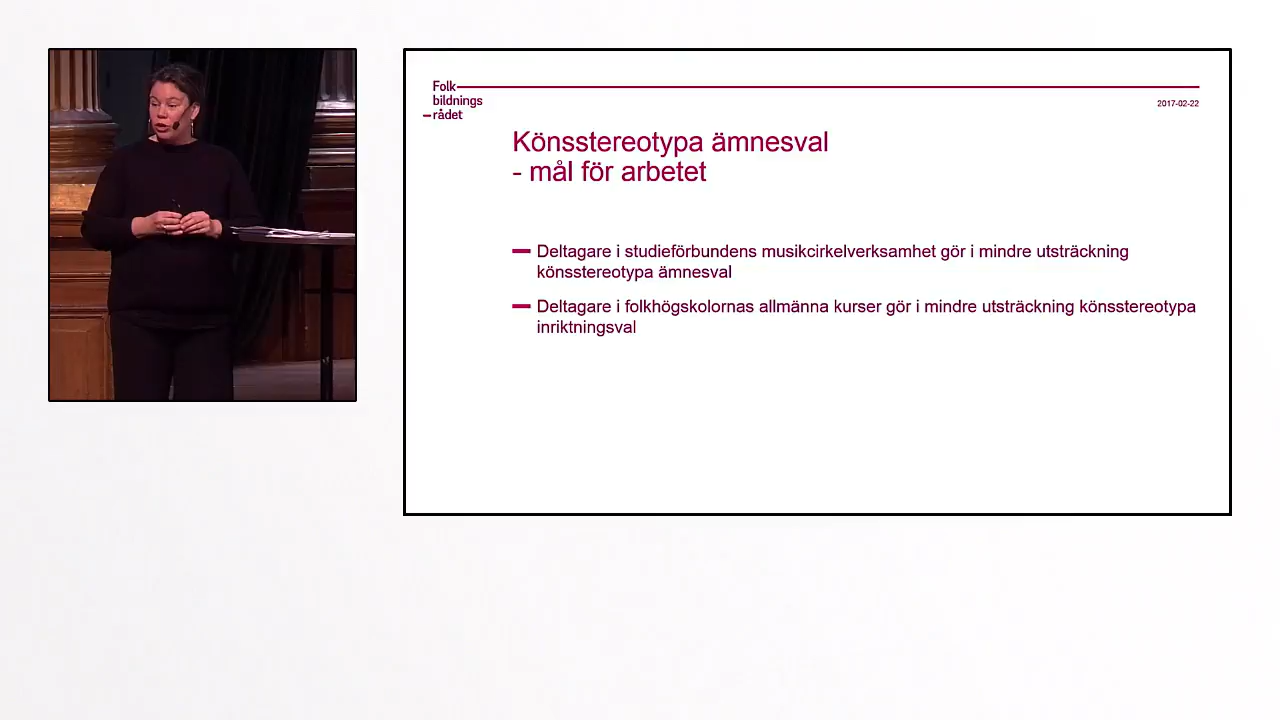 Folk
bildnings
rådet
2017-02-22
Könsstereotypa ämnesval
- mål för arbetet
Deltagare i studieförbundens musikcirkelverksamhet gör i mindre utsträckning
könsstereotypa ämnesval
Deltagare i folkhögskolornas allmänna kurser gör i mindre utsträckning könsstereotypa
inriktningsval